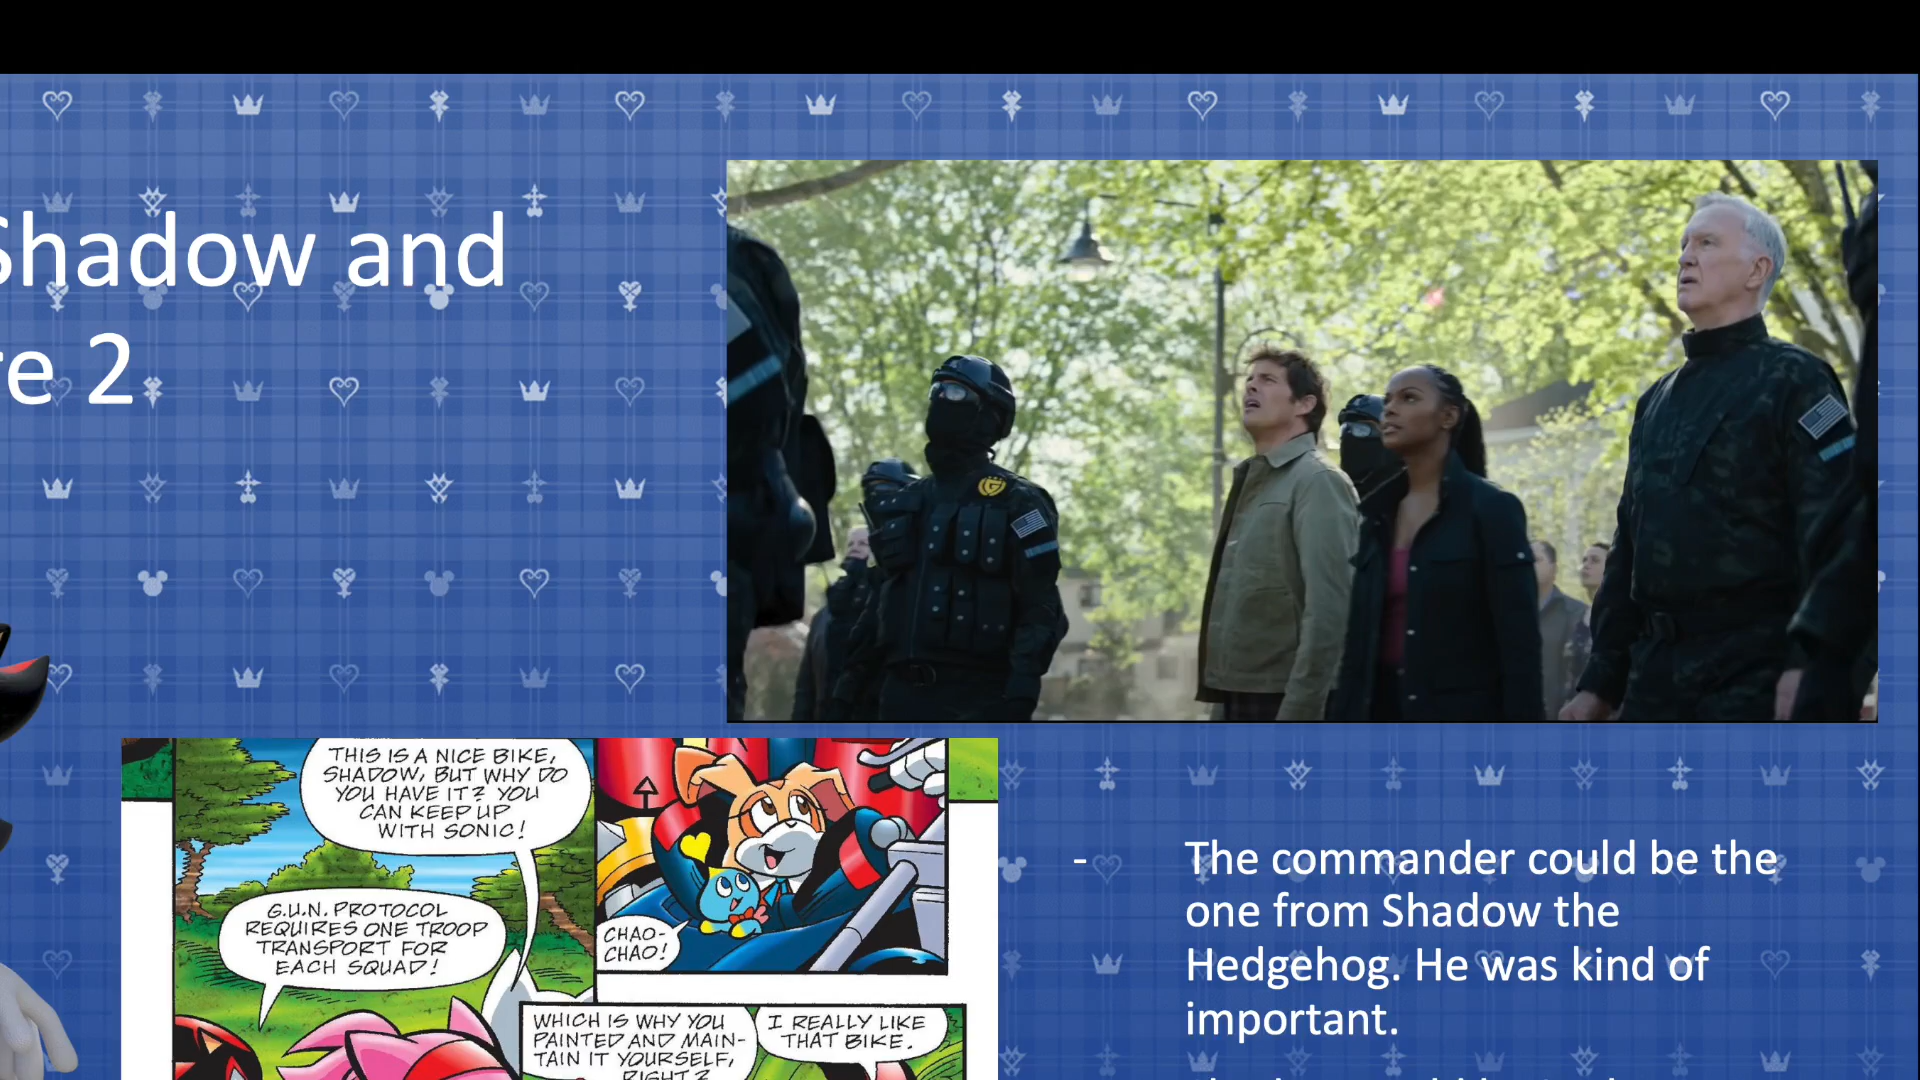 Shadow and
re 2
THIS IS A NICE BIKE,
SHADOW, BUT WHY DO
YOU HAVE IT? YOU
CAN KEEP UP
WITH SONIC!
G.U.N. PROTOCOL
REQUIRES ONE TROOP
TRANSPORT FOR
EACH SQUAD!
CHAO-
CHAO!
WHICH IS WHY YOU
PAINTED AND MAIN-
TAIN IT YOURSELF,
RIGHT?
I REALLY LIKE
THAT BIKE.
- The commander could be the
one from Shadow the
Hedgehog. He was kind of
important.